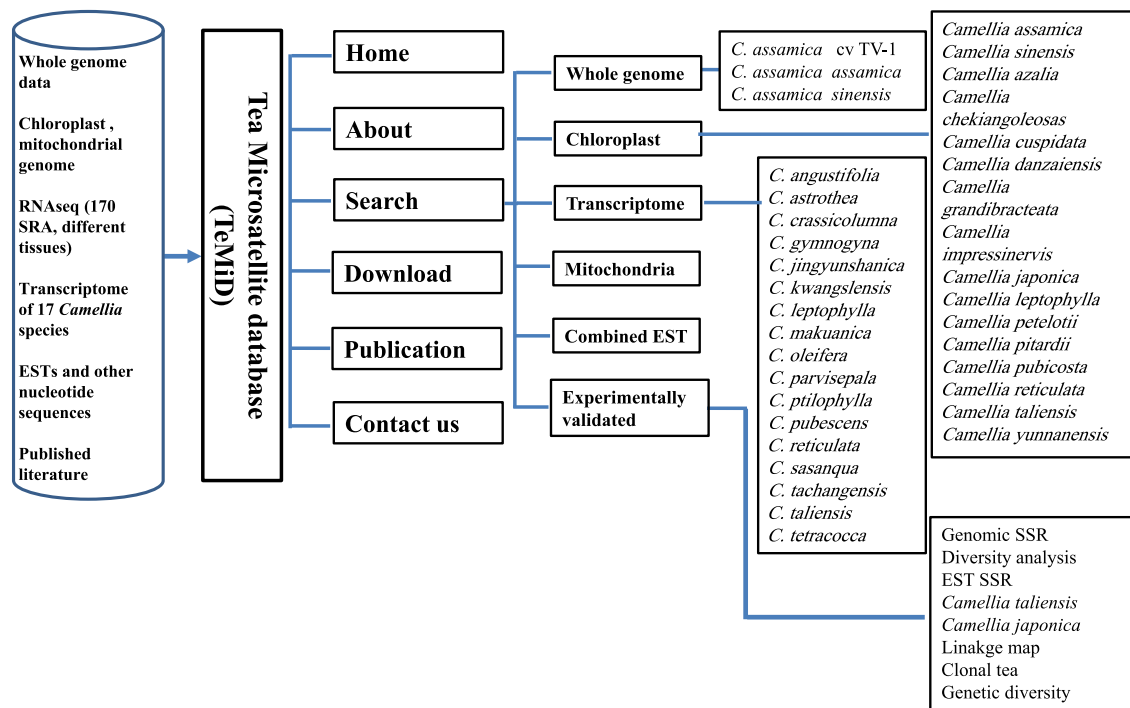 Whole genome
data
Chloroplast ,
mitochondrial
genome
RNAseq (170
SRA, different
tissues)
Transcriptome
of 17 Camellia
species
ESTs and other
nucleotide
sequences
Published
literature
Tea Microsatellite database
(TeMiD)
Home
About
Search
Download
Publication
Contact us
Whole genome
Chloroplast
Transcriptome
Mitochondria
Combined EST
Experimentally
validated
C. assamica cv TV-1
C. assamica assamica
C. assamica sinensis
C. angustifolia
C. astrothea
C. crassicolumna
C. gymnogyna
C. jingyunshanica
C. kwangslensis
C. leptophylla
C. makuanica
C. oleifera
C. parvisepala
C. ptilophylla
C. pubescens
C. reticulata
C. sasanqua
C. tachangensis
C. taliensis
C. tetracocca
Camellia assamica
Camellia sinensis
Camellia azalia
Camellia
chekiangoleosas
Camellia cuspidata
Camellia danzaiensis
Camellia
grandibracteata
Camellia
impressinervis
Camellia japonica
Camellia leptophylla
Camellia petelotii
Camellia pitardii
Camellia pubicosta
Camellia reticulata
Camellia taliensis
Camellia yunnanensis
Genomic SSR
Diversity analysis
EST SSR
Camellia taliensis
Camellia japonica
Linakge map
Clonal tea
Genetic diversity